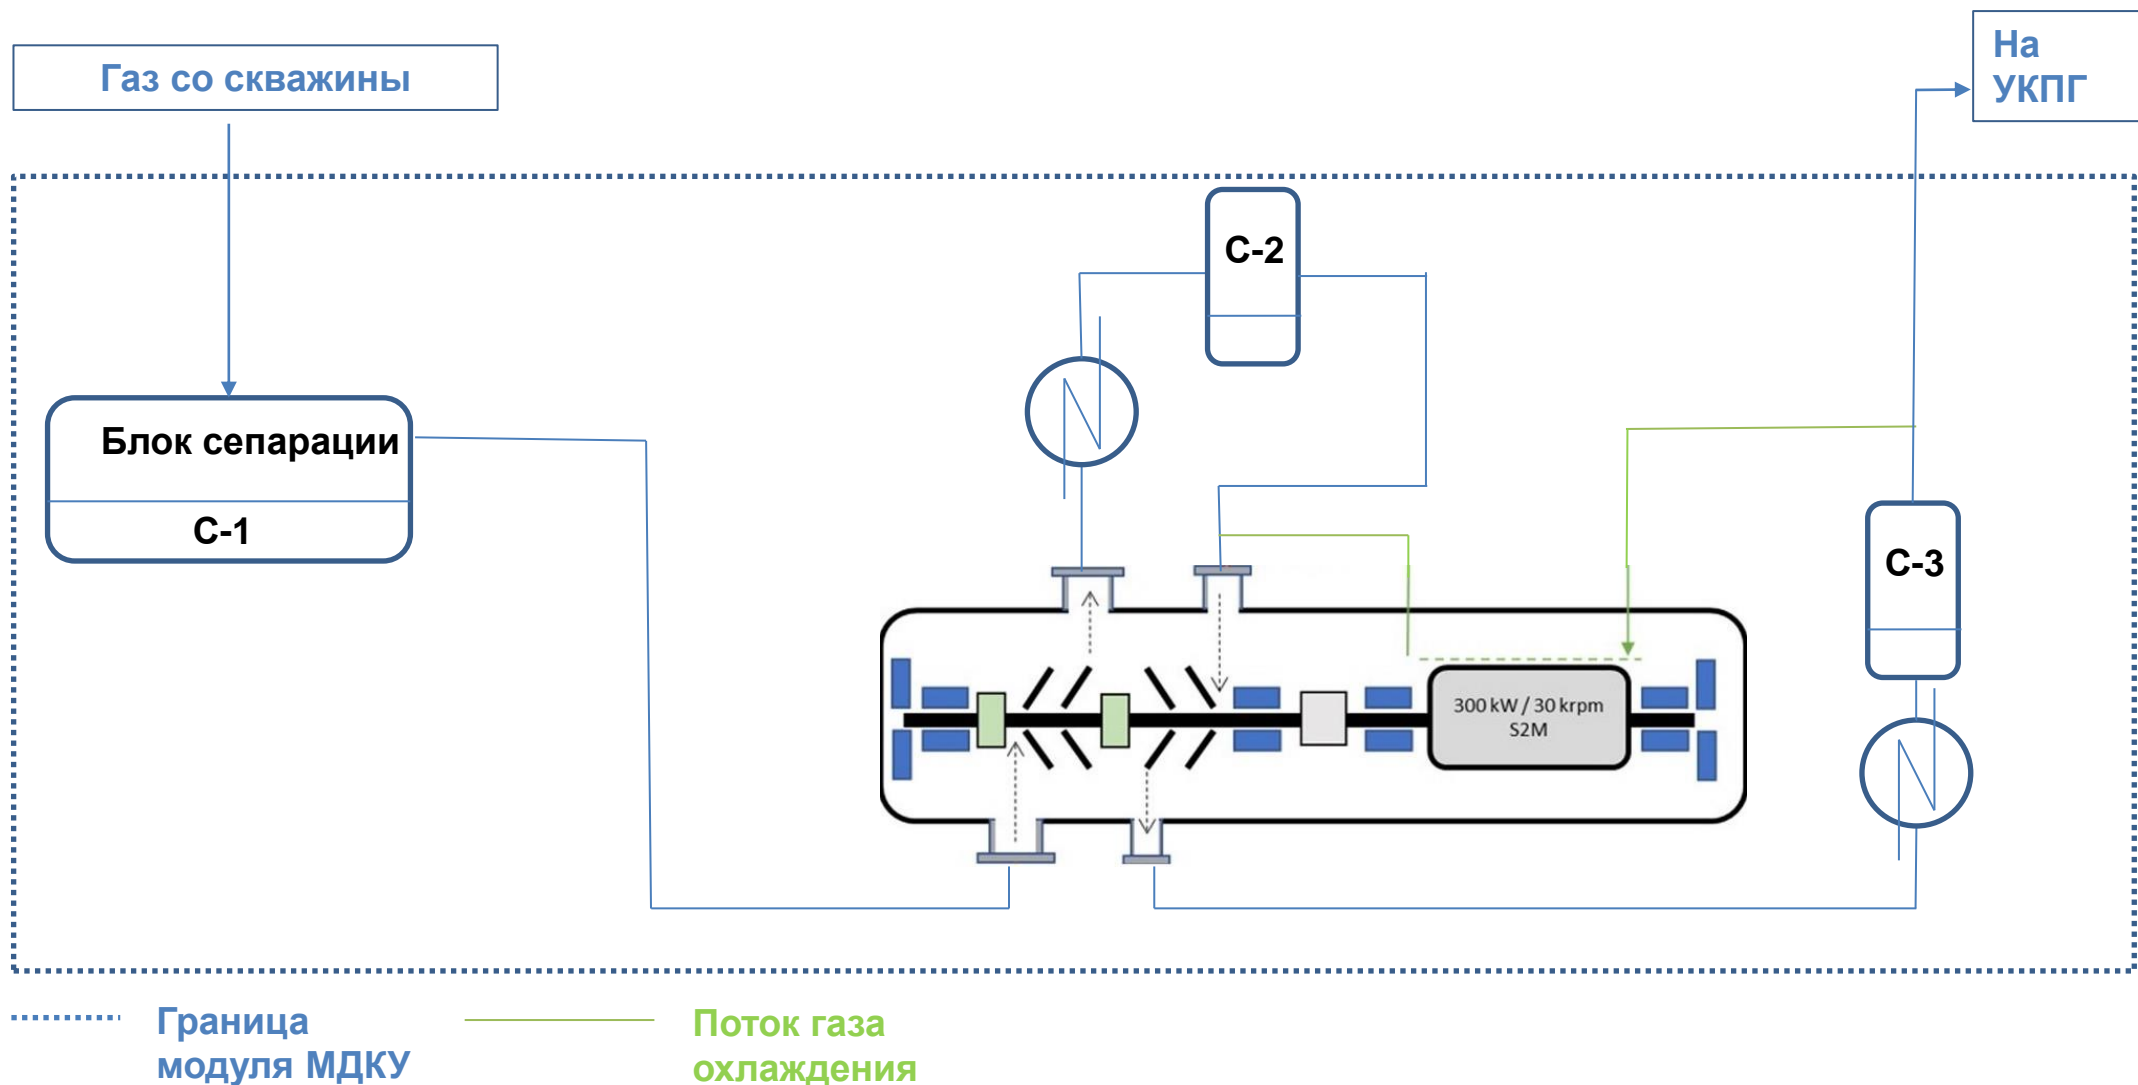 Газ со скважины
На
УКПГ
С-2
Блок сепарации
С-1
С-3
300 kW / 30 krpm
S2M
Граница
модуля МДКУ
Поток газа
охлаждения